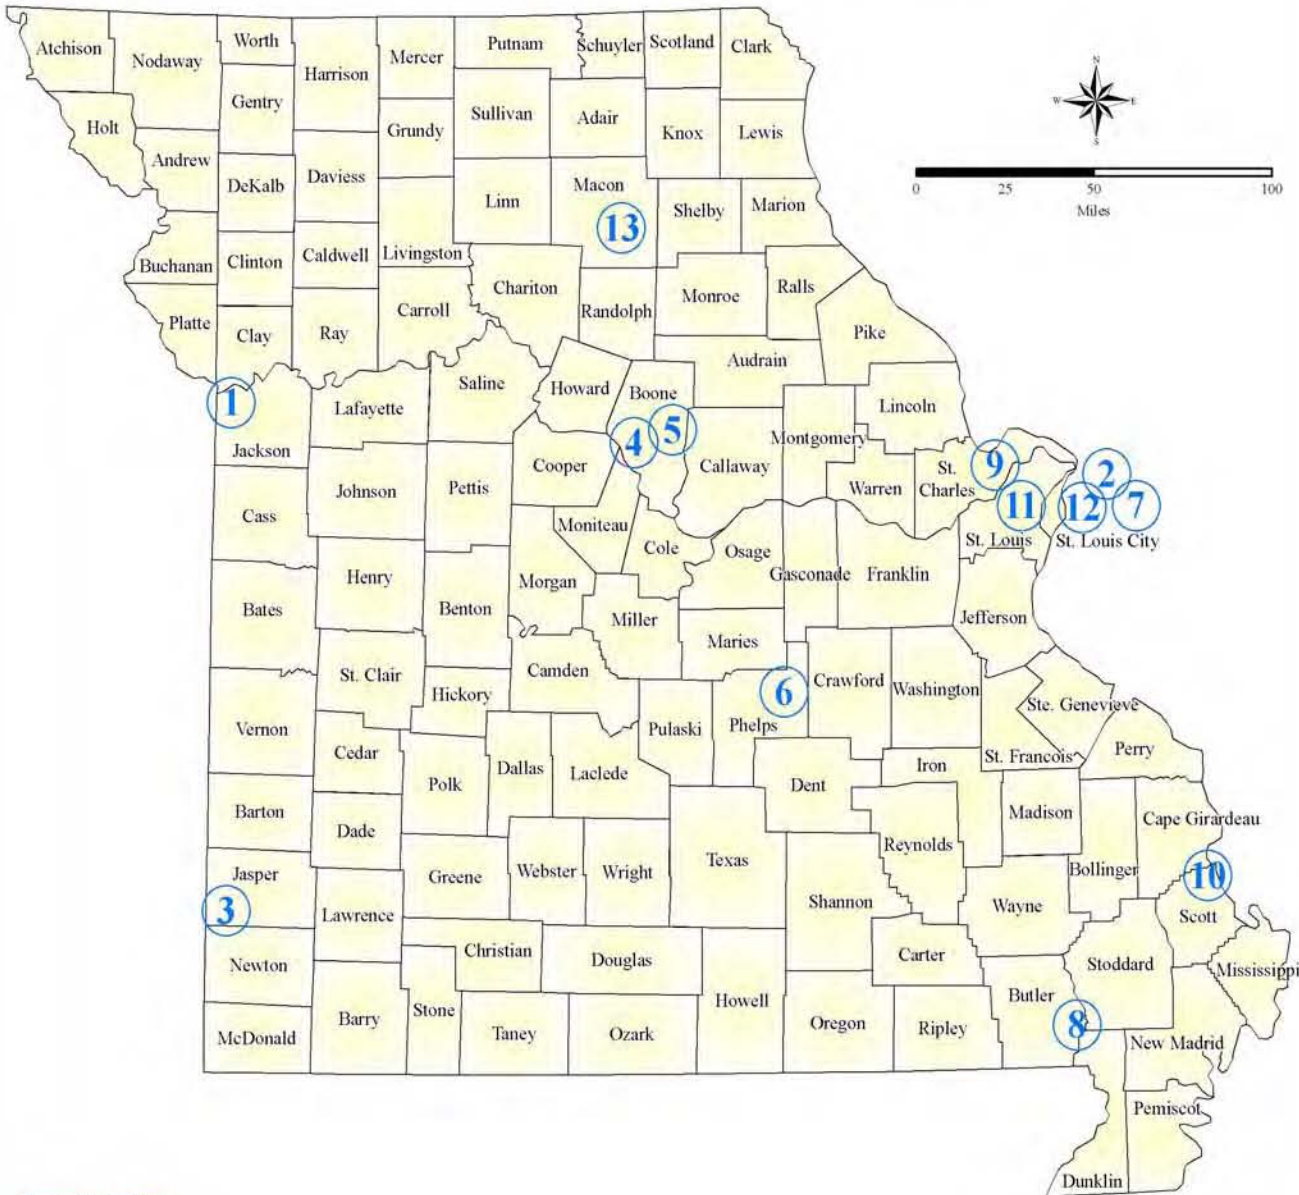 Atchison
Nodaway
Worth
Harrison
Mercer
Putnam
Schuyler
Scotland
Clark
N
W
E
S
0
25
50
100
Miles
Holt
Andrew
Gentry
DeKalb
Daviess
Grundy
Sullivan
Adair
Knox
Lewis
Linn
Macon
13
Shelby
Marion
Buchanan
Clinton
Caldwell
Livingston
Chariton
Randolph
Monroe
Ralls
Platte
Clay
Ray
Carroll
Pike
Audrain
1
Jackson
Lafayette
Saline
Howard
Boone
4
5
Callaway
Montgomery
Lincoln
Cass
Johnson
Pettis
Cooper
Moniteau
Cole
Warren
St.
Charles
9
11
2
12
7
St. Louis
St. Louis City
Bates
Henry
Benton
Morgan
Miller
Osage
Gasconade
Franklin
Jefferson
Maries
Vernon
St. Clair
Hickory
Camden
Pulaski
Phelps
6
Crawford
Washington
Ste. Genevieve
St. Francois
Perry
Cedar
Polk
Dallas
Laclede
Dent
Iron
Madison
Cape Girardeau
Barton
Dade
Jasper
3
Greene
Webster
Wright
Texas
Shannon
Reynolds
Bollinger
10
Scott
Lawrence
Christian
Douglas
Wayne
Carter
Stoddard
Mississippi
Newton
Barry
Stone
Taney
Ozark
Howell
Oregon
Ripley
Butler
8
New Madrid
McDonald
Pemiscot
Dunklin